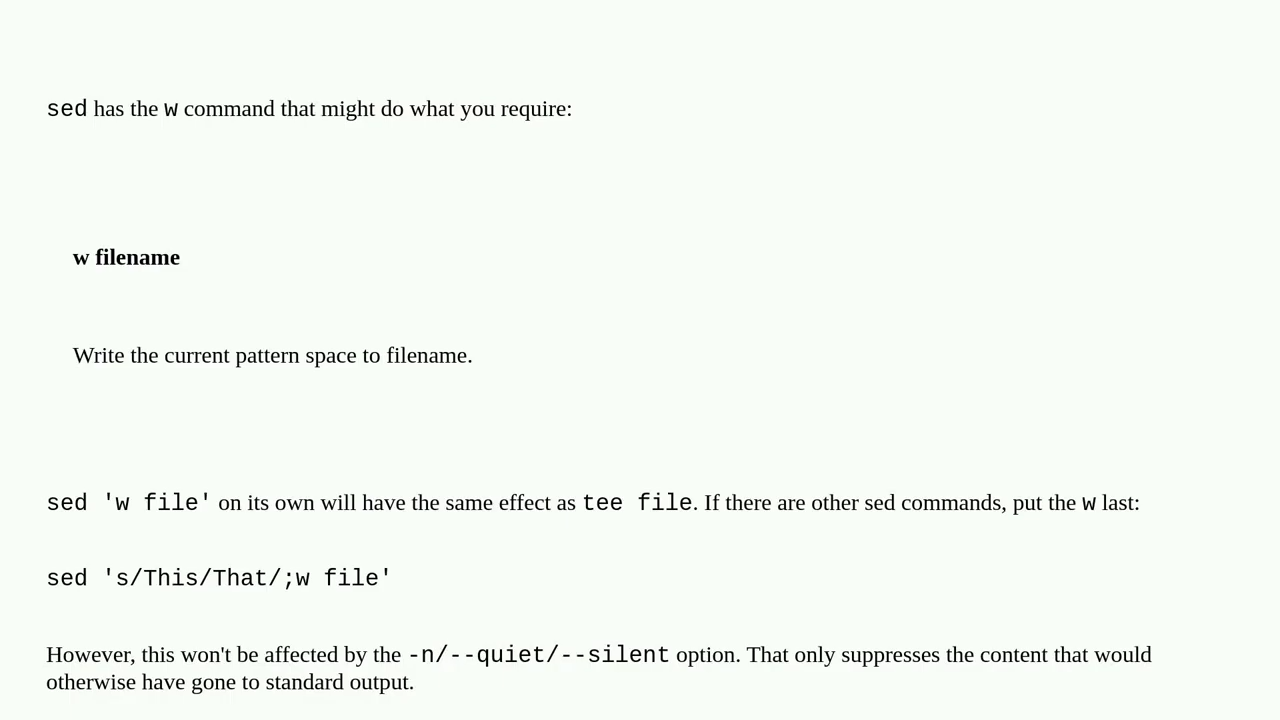 sed has the w command that might do what you require:
w filename
Write the current pattern space to filename.
sed 'w file' on its own will have the same effect as tee file. If there are other sed commands, put the w last:
sed 's/This/That/;w file'
However, this won't be affected by the -n/--quiet/--silent option. That only suppresses the content that would
otherwise have gone to standard output.